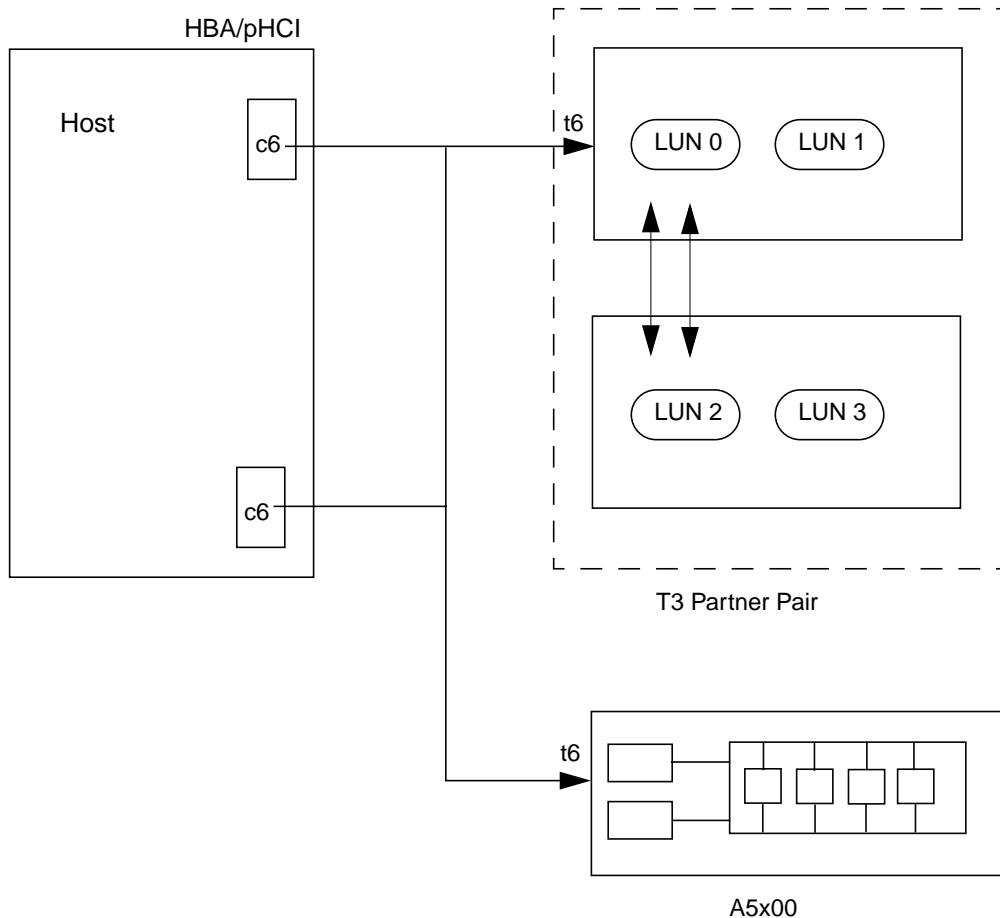 HBA/pHCI
Host
c6
t6
LUN 0
LUN 1
LUN 2
LUN 3
c6
T3 Partner Pair
t6
A5x00